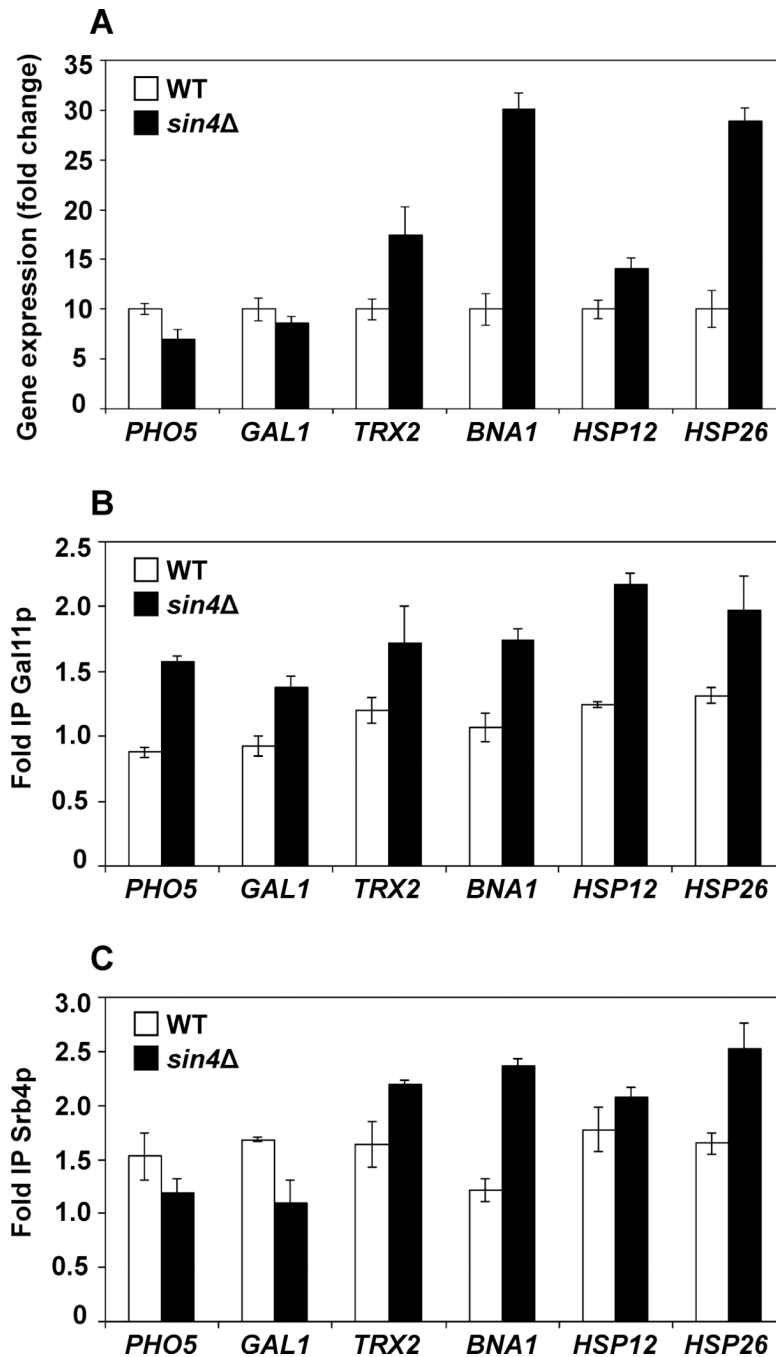 A
Gene expression (fold change)
35
30
25
20
15
10
5
0
WT
sin4Δ
PHO5 GAL1 TRX2 BNA1 HSP12 HSP26
B
Fold IP Gal11p
2.5
2.0
1.5
1.0
0.5
0
WT
sin4Δ
PHO5 GAL1 TRX2 BNA1 HSP12 HSP26
C
Fold IP Srb4p
3.0
2.5
2.0
1.5
1.0
0.5
0
WT
sin4Δ
PHO5 GAL1 TRX2 BNA1 HSP12 HSP26